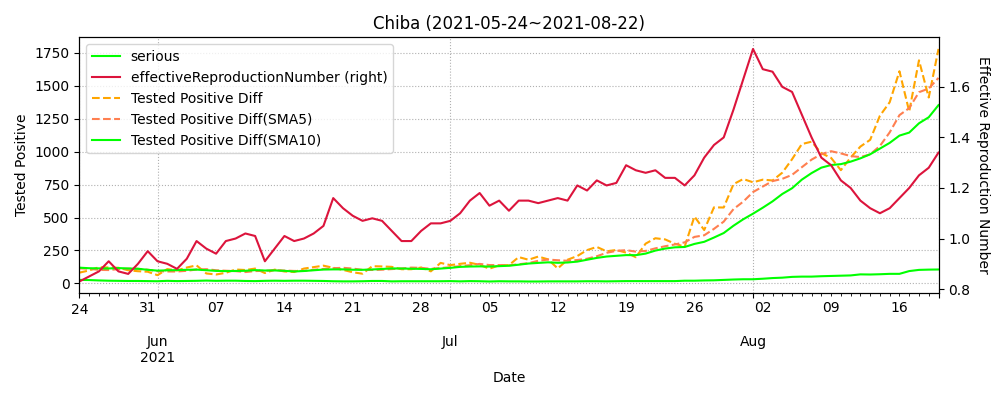 Chiba (2021-05-24~2021-08-22)
serious
effectiveReproductionNumber (right)
Tested Positive Diff
Tested Positive Diff(SMA5)
Tested Positive Diff(SMA10)
Tested Positive
1750
1500
1250
1000
750
500
250
0
1.6
1.4
1.2
1.0
0.8
Effective Reproduction Number
24 31 07 14 21 28 05 12 19 26 02 09 16
Jun Jul Aug
2021
Date